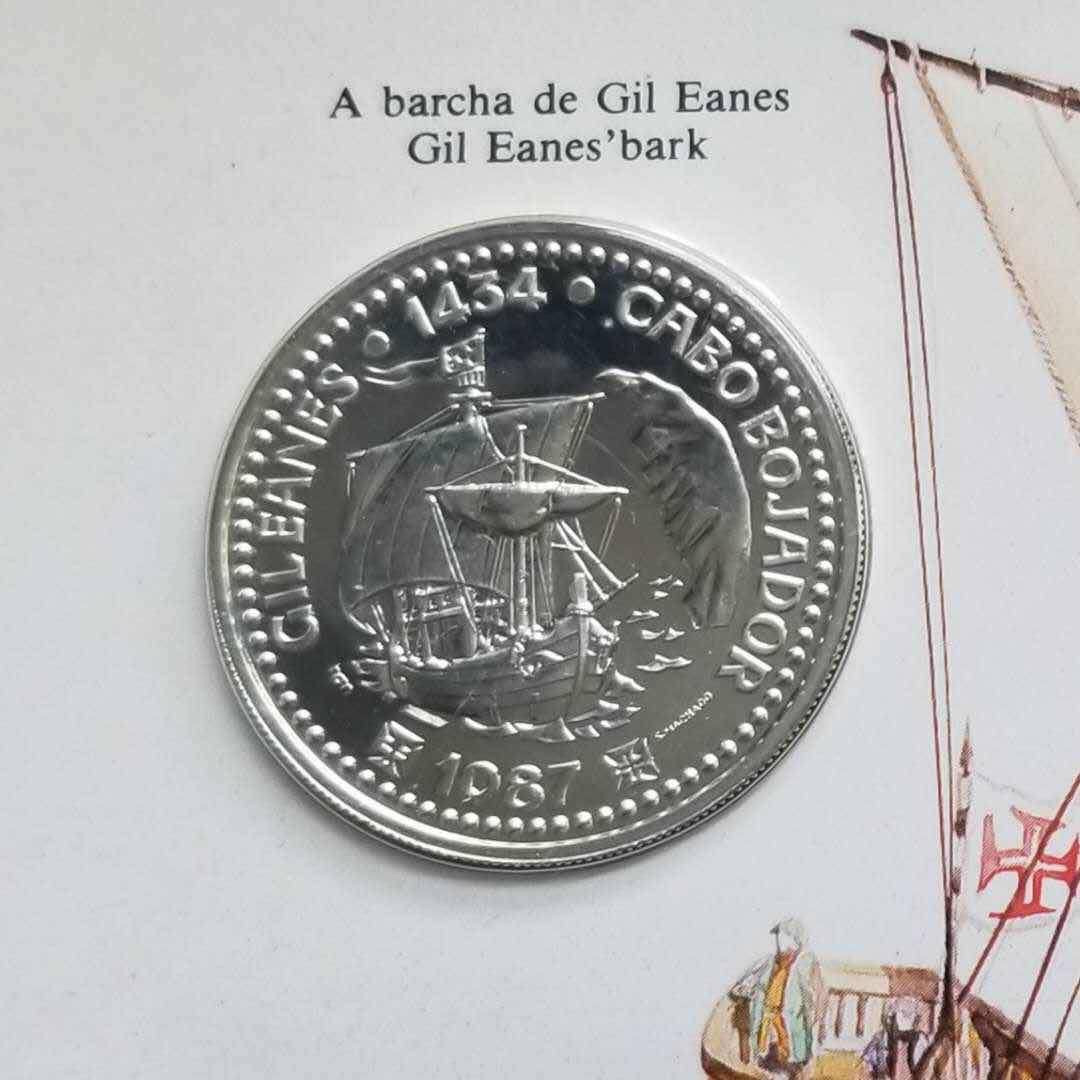 A barcha de Gil Eanes
Gil Eanes'bark
GIL EANES • 1434 • CABO BOJADOR
S. MACHADO
1987